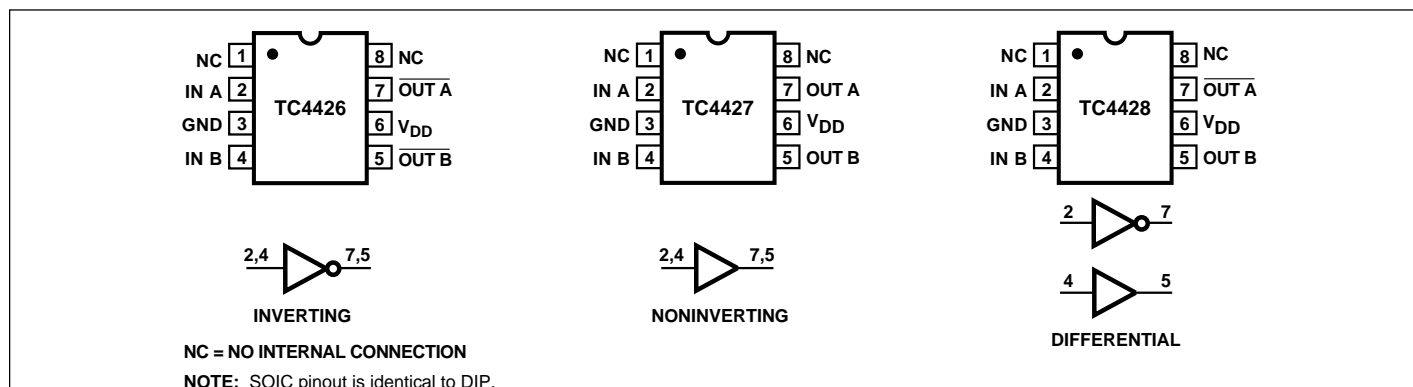 NC 1 8 NC
IN A 2 7 OUT A
TC4426
GND 3 6 VDD
IN B 4 5 OUT B
2,4 7,5
INVERTING
NC 1 8 NC
IN A 2 7 OUT A
TC4427
GND 3 6 VDD
IN B 4 5 OUT B
2,4 7,5
NONINVERTING
NC 1 8 NC
IN A 2 7 OUT A
TC4428
GND 3 6 VDD
IN B 4 5 OUT B
2 7
4 5
DIFFERENTIAL
NC = NO INTERNAL CONNECTION
NOTE: SOIC pinout is identical to DIP.